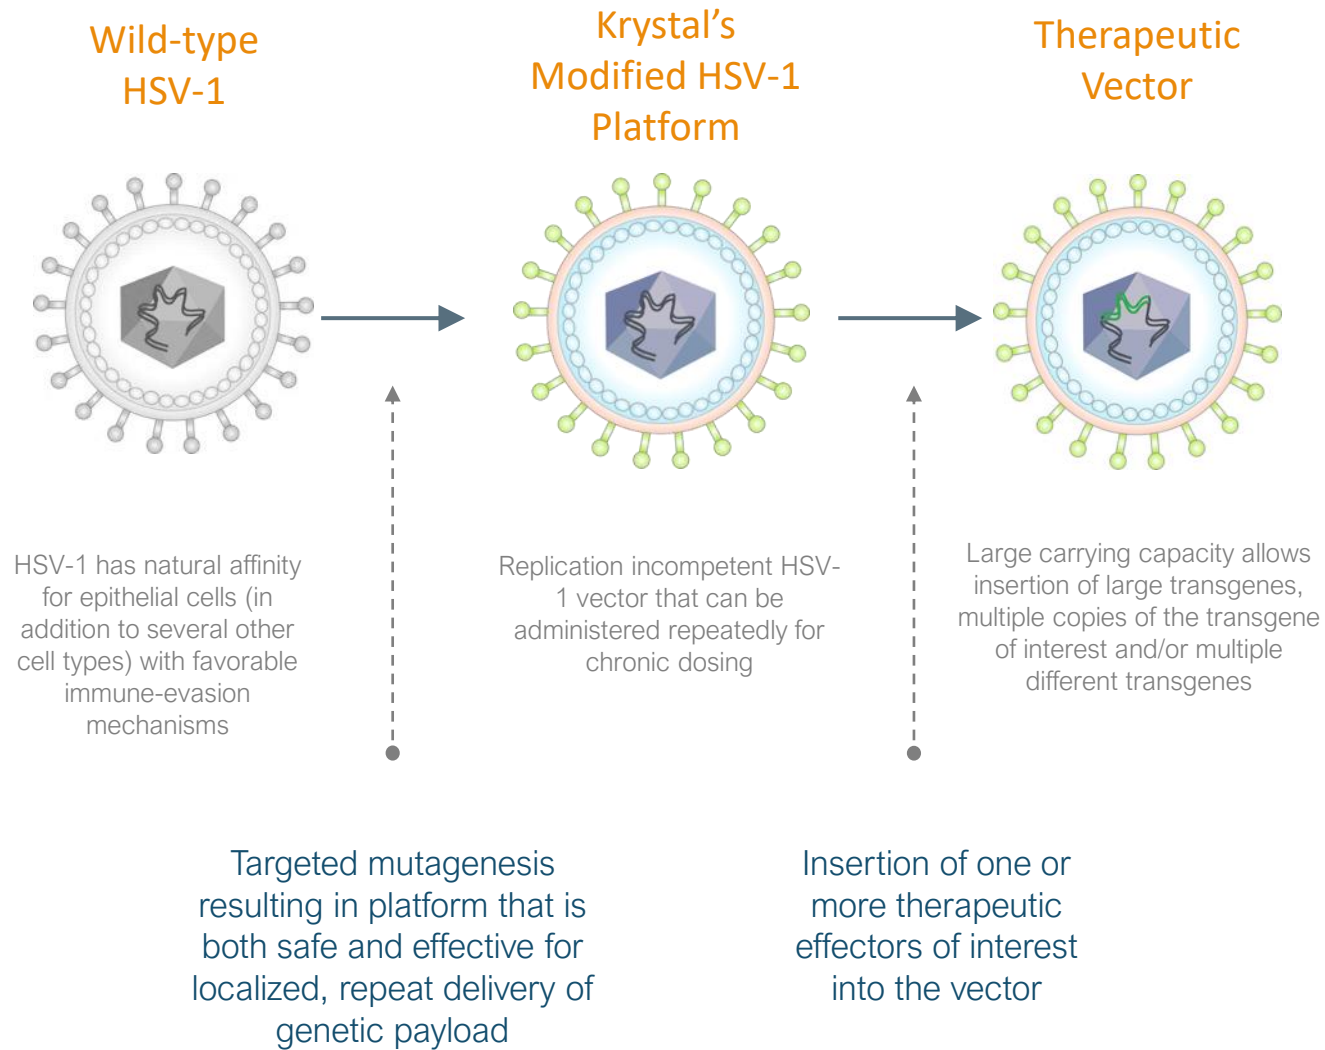 Wild-type
HSV-1
Krystal's
Modified HSV-1
Platform
Therapeutic
Vector
HSV-1 has natural affinity
for epithelial cells (in
addition to several other
cell types) with favorable
immune-evasion
mechanisms
Replication incompetent HSV-
1 vector that can be
administered repeatedly for
chronic dosing
Large carrying capacity allows
insertion of large transgenes,
multiple copies of the transgene
of interest and/or multiple
different transgenes
Targeted mutagenesis
resulting in platform that is
both safe and effective for
localized, repeat delivery of
genetic payload
Insertion of one or
more therapeutic
effectors of interest
into the vector